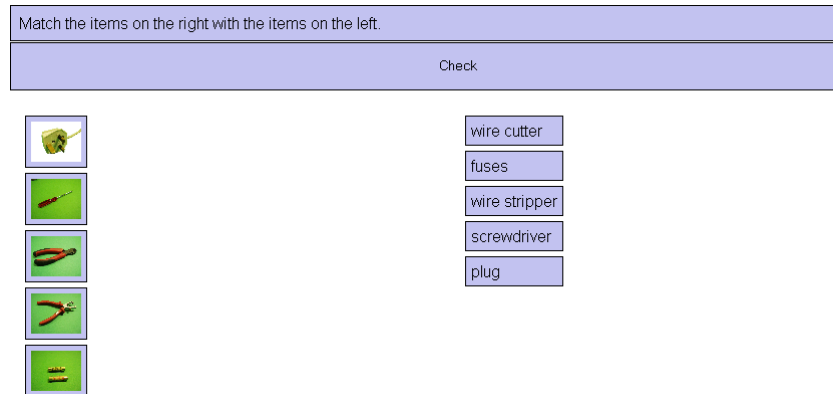 Match the items on the right with the items on the left.
Check
wire cutter
fuses
wire stripper
screwdriver
plug